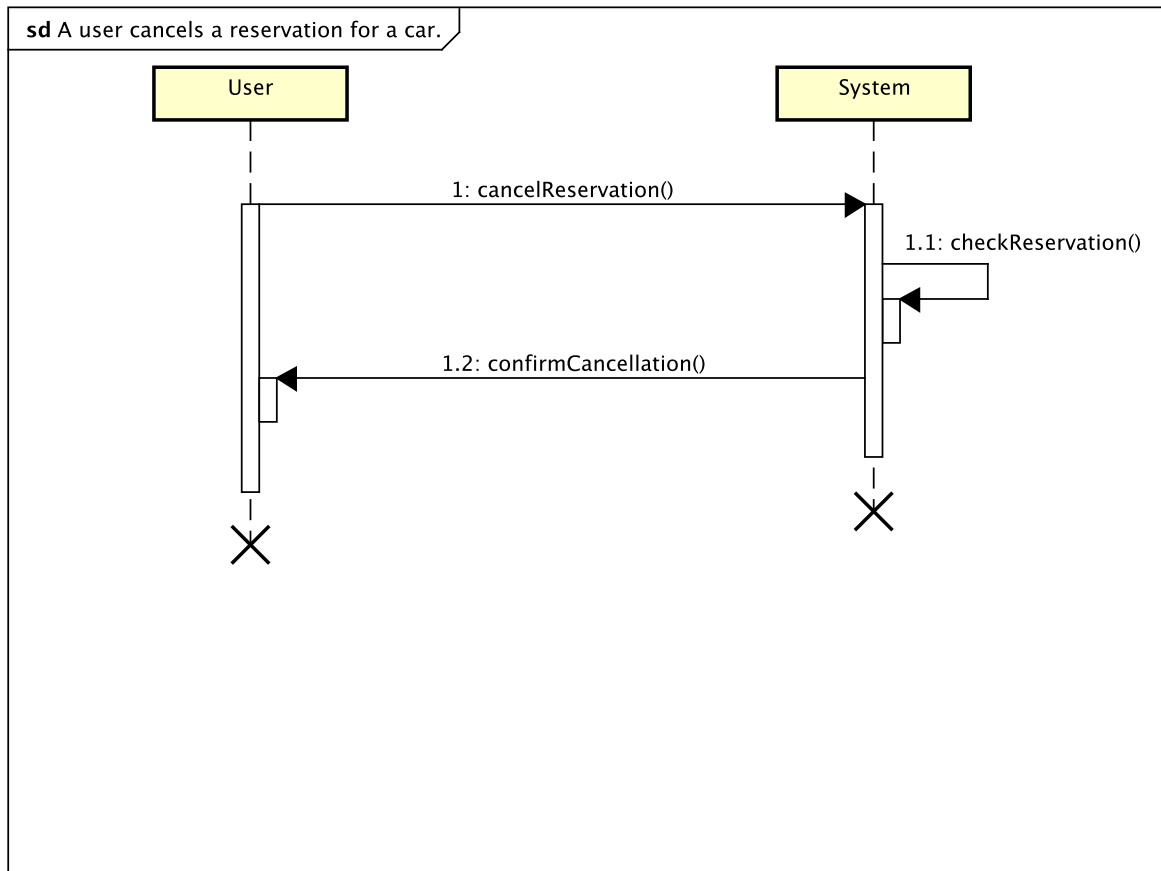 sd A user cancels a reservation for a car.
User
System
1: cancelReservation()
1.1: checkReservation()
1.2: confirmCancellation()